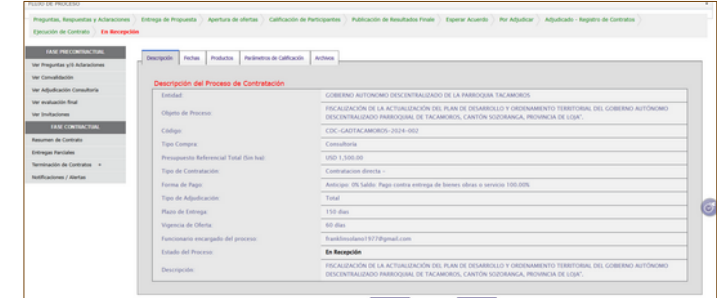 FLUJO DE PROCESO
Preguntas, Respuestas y Aclaraciones Entrega de Propuesta Apertura de ofertas Calificación de Participantes Publicación de Resultados Finale Esperar Acuerdo Por Adjudicar Adjudicado - Registro de Contratos
Ejecución de Contrato En Recepción
FASE PRECONTRACTUAL
Ver Preguntas y/ó Aclaraciones
Ver Convalidación
Ver Adjudicación Consultoría
Ver evaluación final
Ver Invitaciones
FASE CONTRACTUAL
Resumen de Contrato
Entregas Parciales
Terminación de Contratos
Notificaciones / Alertas
Descripción Fechas Productos Parámetros de Calificación Archivos
Descripción del Proceso de Contratación
Entidad: GOBIERNO AUTONOMO DESCENTRALIZADO DE LA PARROQUIA TACAMOROS
Objeto de Proceso: FISCALIZACIÓN DE LA ACTUALIZACIÓN DEL PLAN DE DESARROLLO Y ORDENAMIENTO TERRITORIAL DEL GOBIERNO AUTÓNOMO
DESCENTRALIZADO PARROQUIAL DE TACAMOROS, CANTÓN SOZORANGA, PROVINCIA DE LOJA".
Código: CDC-GADTACAMOROS-2024-002
Tipo Compra: Consultoría
Presupuesto Referencial Total (Sin Iva): USD 1,500.00
Tipo de Contratación: Contratacion directa -
Forma de Pago: Anticipo: 0% Saldo: Pago contra entrega de bienes obras o servicio 100.00%
Tipo de Adjudicación: Total
Plazo de Entrega: 150 días
Vigencia de Oferta: 60 días
Funcionario encargado del proceso: franklinsolano1977@gmail.com
Estado del Proceso: En Recepción
Descripción: FISCALIZACIÓN DE LA ACTUALIZACIÓN DEL PLAN DE DESARROLLO Y ORDENAMIENTO TERRITORIAL DEL GOBIERNO AUTÓNOMO
DESCENTRALIZADO PARROQUIAL DE TACAMOROS, CANTÓN SOZORANGA, PROVINCIA DE LOJA".